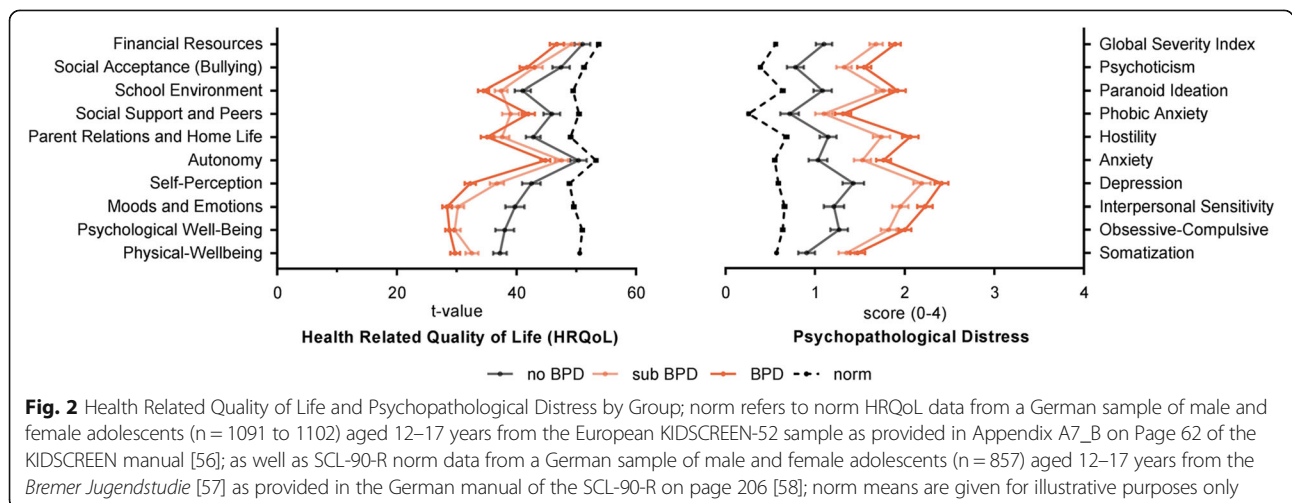 Financial Resources
Social Acceptance (Bullying)
School Environment
Social Support and Peers
Parent Relations and Home Life
Autonomy
Self-Perception
Moods and Emotions
Psychological Well-Being
Physical-Wellbeing
0 20 40 60
t-value
Health Related Quality of Life (HRQoL)
Global Severity Index
Psychoticism
Paranoid Ideation
Phobic Anxiety
Hostility
Anxiety
Depression
Interpersonal Sensitivity
Obsessive-Compulsive
Somatization
0 1 2 3 4
score (0-4)
Psychopathological Distress
no BPD sub BPD BPD norm
Fig. 2 Health Related Quality of Life and Psychopathological Distress by Group; norm refers to norm HRQoL data from a German sample of male and
female adolescents (n = 1091 to 1102) aged 12–17 years from the European KIDSCREEN-52 sample as provided in Appendix A7_B on Page 62 of the
KIDSCREEN manual [56]; as well as SCL-90-R norm data from a German sample of male and female adolescents (n = 857) aged 12–17 years from the
Bremer Jugendstudie [57] as provided in the German manual of the SCL-90-R on page 206 [58]; norm means are given for illustrative purposes only